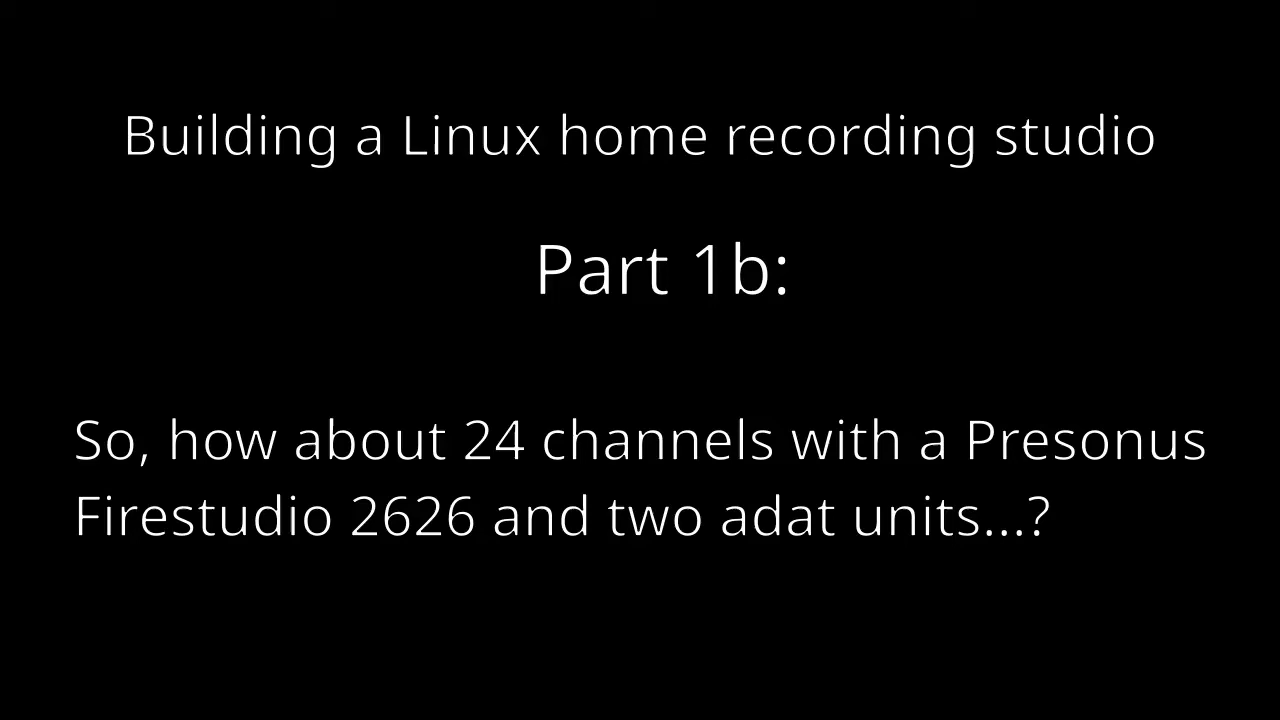 Building a Linux home recording studio
Part 1b:
So, how about 24 channels with a Presonus
Firestudio 2626 and two adat units...?